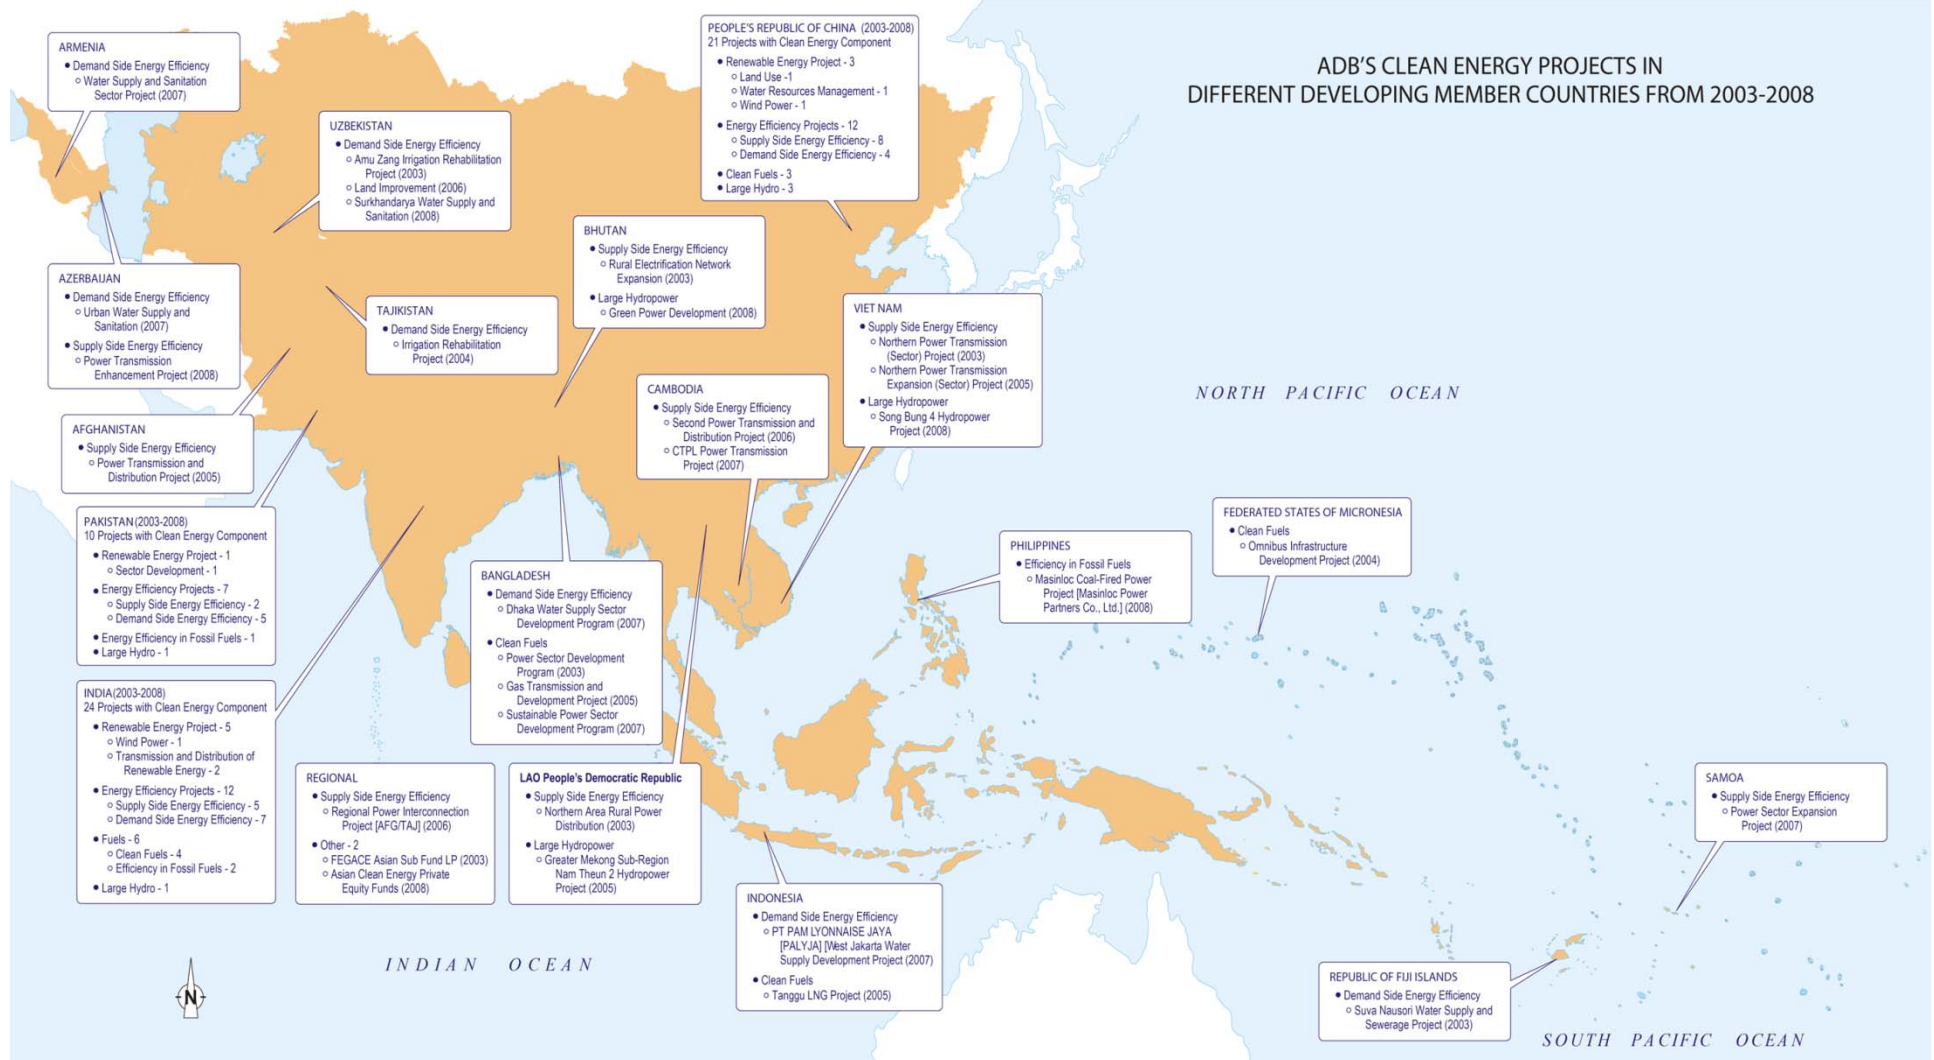 ADB'S CLEAN ENERGY PROJECTS IN
DIFFERENT DEVELOPING MEMBER COUNTRIES FROM 2003-2008
ARMENIA
• Demand Side Energy Efficiency
○ Water Supply and Sanitation
Sector Project (2007)
UZBEKISTAN
• Demand Side Energy Efficiency
○ Amu Zang Irrigation Rehabilitation
Project (2003)
○ Land Improvement (2006)
○ Surkhandarya Water Supply and
Sanitation (2008)
PEOPLE'S REPUBLIC OF CHINA (2003-2008)
21 Projects with Clean Energy Component
• Renewable Energy Project - 3
○ Land Use -1
○ Water Resources Management - 1
○ Wind Power - 1
• Energy Efficiency Projects - 12
○ Supply Side Energy Efficiency - 8
○ Demand Side Energy Efficiency - 4
• Clean Fuels - 3
• Large Hydro - 3
BHUTAN
• Supply Side Energy Efficiency
○ Rural Electrification Network
Expansion (2003)
• Large Hydropower
○ Green Power Development (2008)
AZERBAIJAN
• Demand Side Energy Efficiency
○ Urban Water Supply and
Sanitation (2007)
• Supply Side Energy Efficiency
○ Power Transmission
Enhancement Project (2008)
TAJIKISTAN
• Demand Side Energy Efficiency
○ Irrigation Rehabilitation
Project (2004)
VIET NAM
• Supply Side Energy Efficiency
○ Northern Power Transmission
(Sector) Project (2003)
○ Northern Power Transmission
Expansion (Sector) Project (2005)
• Large Hydropower
○ Song Bung 4 Hydropower
Project (2008)
CAMBODIA
• Supply Side Energy Efficiency
○ Second Power Transmission and
Distribution Project (2006)
○ CTPL Power Transmission
Project (2007)
NORTH PACIFIC OCEAN
AFGHANISTAN
• Supply Side Energy Efficiency
○ Power Transmission and
Distribution Project (2005)
PAKISTAN (2003-2008)
10 Projects with Clean Energy Component
• Renewable Energy Project - 1
○ Sector Development - 1
• Energy Efficiency Projects - 7
○ Supply Side Energy Efficiency - 2
○ Demand Side Energy Efficiency - 5
• Energy Efficiency in Fossil Fuels - 1
• Large Hydro - 1
BANGLADESH
• Demand Side Energy Efficiency
○ Dhaka Water Supply Sector
Development Program (2007)
• Clean Fuels
○ Power Sector Development
Program (2003)
○ Gas Transmission and
Development Project (2005)
○ Sustainable Power Sector
Development Program (2007)
PHILIPPINES
• Efficiency in Fossil Fuels
○ Masinloc Coal-Fired Power
Project [Masinloc Power
Partners Co., Ltd.] (2008)
FEDERATED STATES OF MICRONESIA
• Clean Fuels
○ Omnibus Infrastructure
Development Project (2004)
INDIA (2003-2008)
24 Projects with Clean Energy Component
• Renewable Energy Project - 5
○ Wind Power - 1
○ Transmission and Distribution of
Renewable Energy - 2
• Energy Efficiency Projects - 12
○ Supply Side Energy Efficiency - 5
○ Demand Side Energy Efficiency - 7
• Fuels - 6
○ Clean Fuels - 4
○ Efficiency in Fossil Fuels - 2
• Large Hydro - 1
REGIONAL
• Supply Side Energy Efficiency
○ Regional Power Interconnection
Project [AFG/TAJ] (2006)
• Other - 2
○ FEGACE Asian Sub Fund LP (2003)
○ Asian Clean Energy Private
Equity Funds (2008)
LAO People's Democratic Republic
• Supply Side Energy Efficiency
○ Northern Area Rural Power
Distribution (2003)
• Large Hydropower
○ Greater Mekong Sub-Region
Nam Theun 2 Hydropower
Project (2005)
SAMOA
• Supply Side Energy Efficiency
○ Power Sector Expansion
Project (2007)
INDONESIA
• Demand Side Energy Efficiency
○ PT PAM LYONNAISE JAYA
[PALYJA] [West Jakarta Water
Supply Development Project (2007)
• Clean Fuels
○ Tanggu LNG Project (2005)
REPUBLIC OF FIJI ISLANDS
• Demand Side Energy Efficiency
○ Suva Nausori Water Supply and
Sewerage Project (2003)
INDIAN OCEAN
N
SOUTH PACIFIC OCEAN